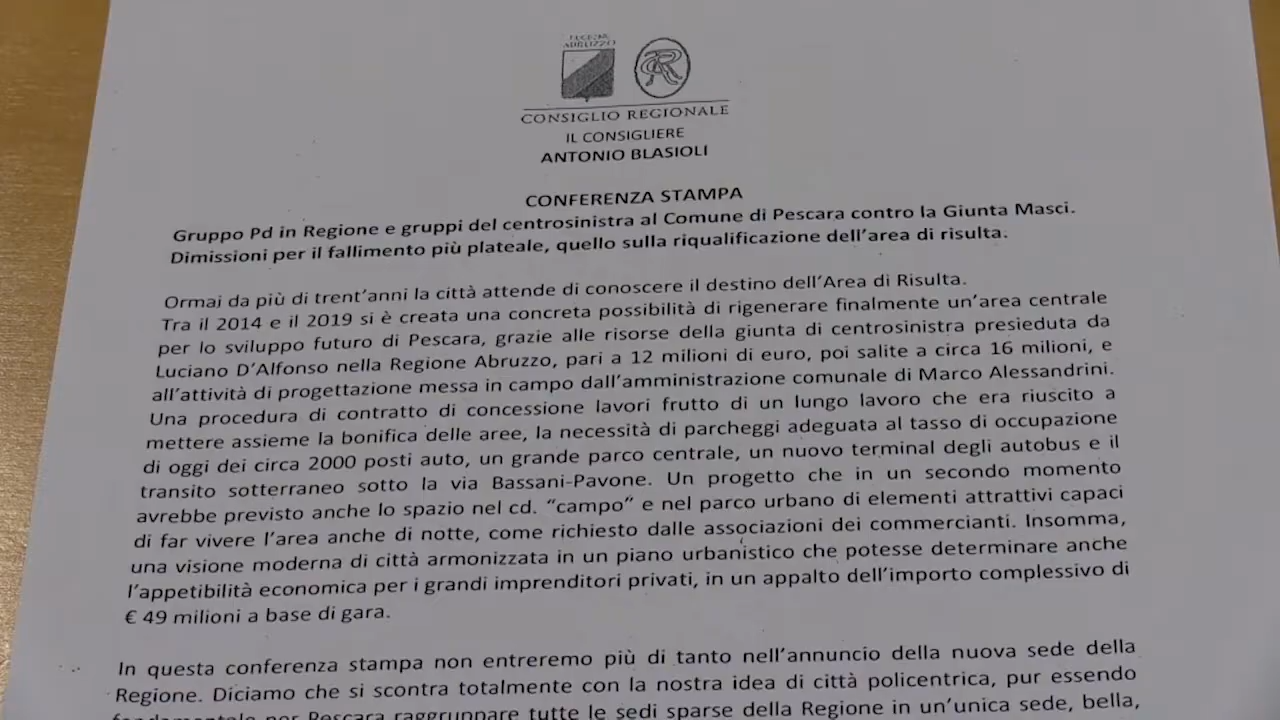 REGIONE
ABRUZZO
CONSIGLIO REGIONALE
IL CONSIGLIERE
ANTONIO BLASIOLI
CONFERENZA STAMPA
Gruppo Pd in Regione e gruppi del centrosinistra al Comune di Pescara contro la Giunta Masci.
Dimissioni per il fallimento più plateale, quello sulla riqualificazione dell'area di risulta.
Ormai da più di trent'anni la città attende di conoscere il destino dell'Area di Risulta.
Tra il 2014 e il 2019 si è creata una concreta possibilità di rigenerare finalmente un'area centrale
per lo sviluppo futuro di Pescara, grazie alle risorse della giunta di centrosinistra presieduta da
Luciano D'Alfonso nella Regione Abruzzo, pari a 12 milioni di euro, poi salite a circa 16 milioni, e
all'attività di progettazione messa in campo dall'amministrazione comunale di Marco Alessandrini.
Una procedura di contratto di concessione lavori frutto di un lungo lavoro che era riuscito a
mettere assieme la bonifica delle aree, la necessità di parcheggi adeguata al tasso di occupazione
di oggi dei circa 2000 posti auto, un grande parco centrale, un nuovo terminal degli autobus e il
transito sotterraneo sotto la via Bassani-Pavone. Un progetto che in un secondo momento
avrebbe previsto anche lo spazio nel cd. “campo” e nel parco urbano di elementi attrattivi capaci
di far vivere l'area anche di notte, come richiesto dalle associazioni dei commercianti. Insomma,
una visione moderna di città armonizzata in un piano urbanistico che potesse determinare anche
l'appetibilità economica per i grandi imprenditori privati, in un appalto dell'importo complessivo di
€ 49 milioni a base di gara.
In questa conferenza stampa non entreremo più di tanto nell'annuncio della nuova sede della
Regione. Diciamo che si scontra totalmente con la nostra idea di città policentrica, pur essendo
fondamentale per Pescara raggruppare tutte le sedi sparse della Regione in un'unica sede, bella,